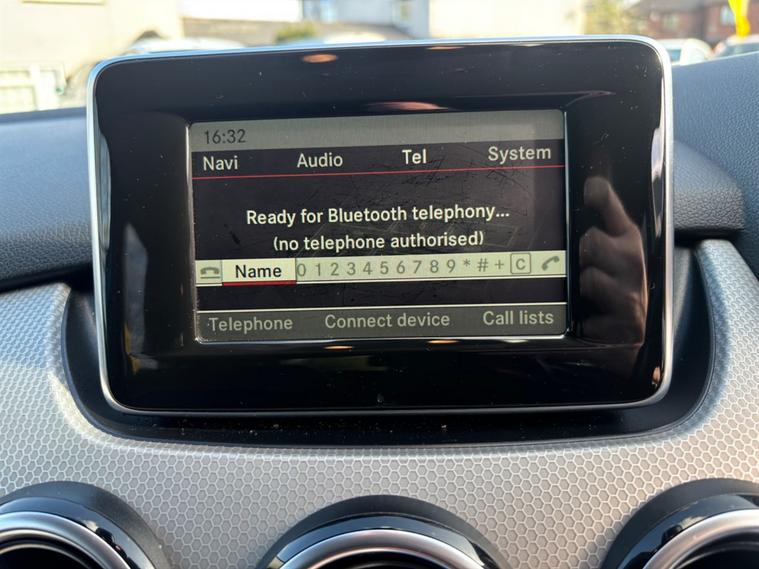 16:32
Navi Audio Tel System
Ready for Bluetooth telephony...
(no telephone authorised)
Name 0 1 2 3 4 5 6 7 8 9 * # + C
Telephone Connect device Call lists